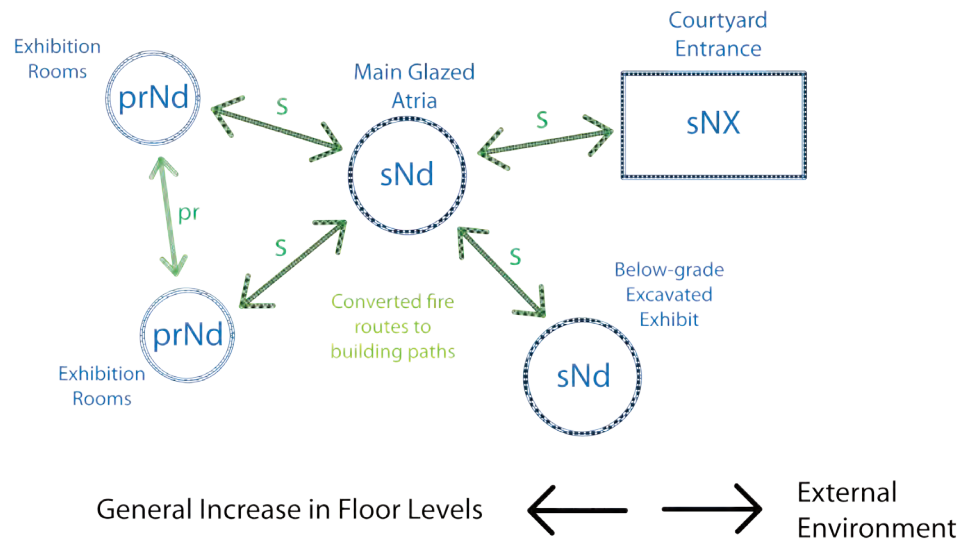 Exhibition
Rooms
prNd
S
Main Glazed
Atria
sNd
S
Courtyard
Entrance
sNX
pr
S
S
prNd
Exhibition
Rooms
Converted fire
routes to
building paths
Below-grade
Excavated
Exhibit
sNd
General Increase in Floor Levels
External
Environment